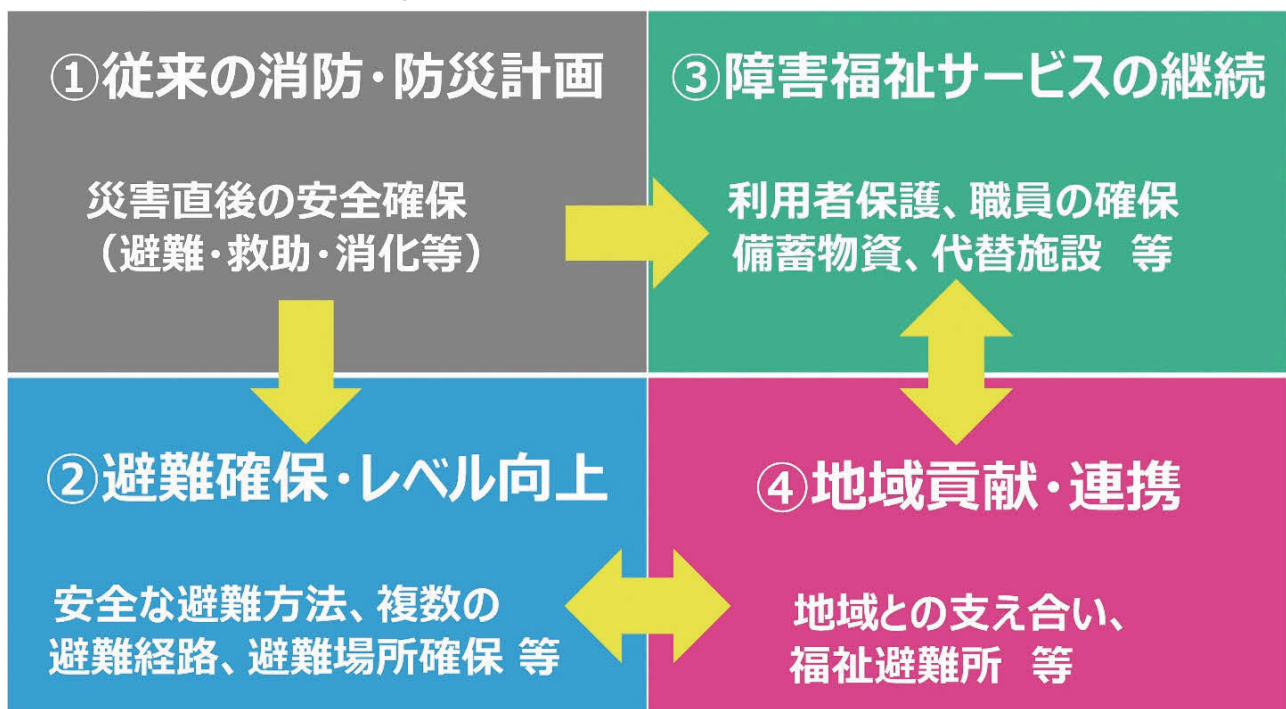 ①従来の消防・防災計画
災害直後の安全確保
（避難・救助・消化等）
②避難確保・レベル向上
安全な避難方法、複数の
避難経路、避難場所確保 等
③障害福祉サービスの継続
利用者保護、職員の確保
備蓄物資、代替施設 等
④地域貢献・連携
地域との支え合い、
福祉避難所 等